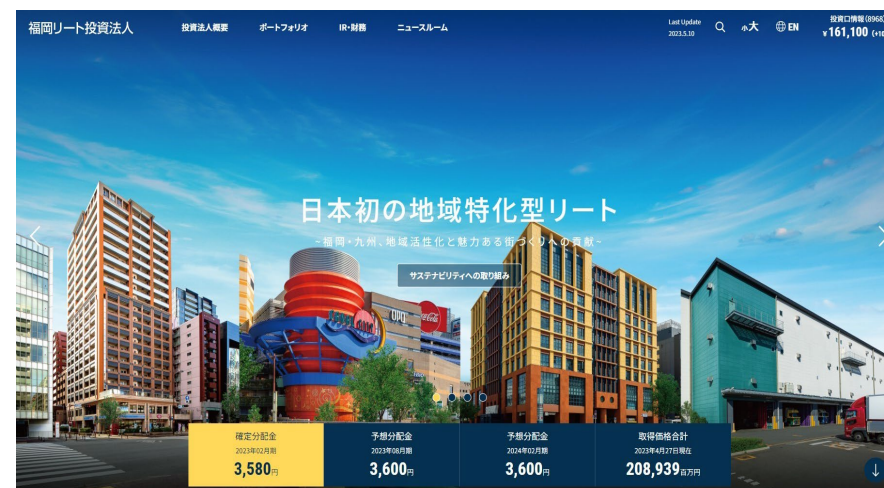 福岡リート投資法人
投資法人概要 ポートフォリオ IR・財務 ニュースルーム
Last Update
2023.5.10
小大
EN
投資口情報(8968)
¥161,100
日本初の地域特化型リート
~福岡・九州、地域活性化と魅力ある街づくりへの貢献~
サステナビリティへの取り組み
OPA
Coca-Cola
確定分配金
2023年02月期
3,580円
予想分配金
2023年08月期
3,600円
予想分配金
2024年02月期
3,600円
取得価格合計
2023年4月27日現在
208,939百万円